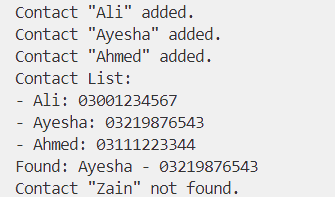 Contact "Ali" added.
Contact "Ayesha" added.
Contact "Ahmed" added.
Contact List:
- Ali: 03001234567
- Ayesha: 03219876543
- Ahmed: 03111223344
Found: Ayesha - 03219876543
Contact "Zain" not found.